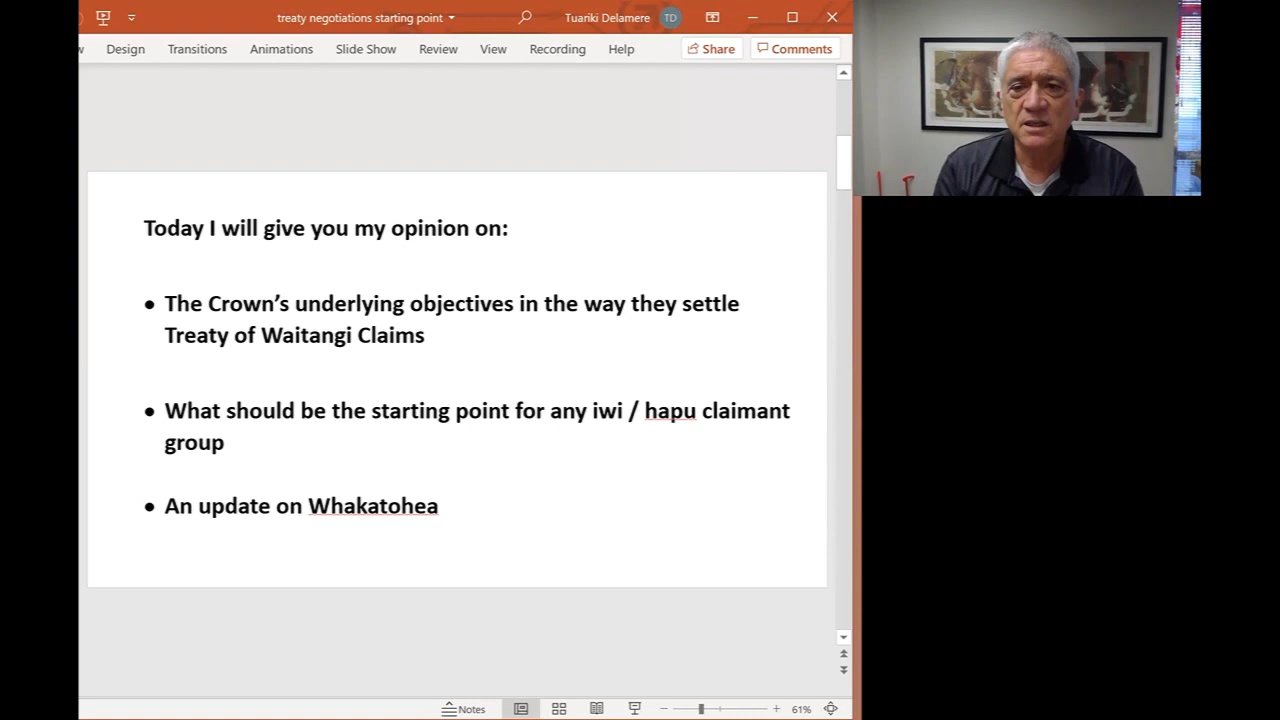 treaty negotiations starting point
Tuariki Delamere
TD
Design
Transitions
Animations
Slide Show
Review
View
Recording
Help
Share
Comments
Today I will give you my opinion on:
• The Crown’s underlying objectives in the way they settle
Treaty of Waitangi Claims
• What should be the starting point for any iwi / hapu claimant
group
• An update on Whakatohea
Notes
61%